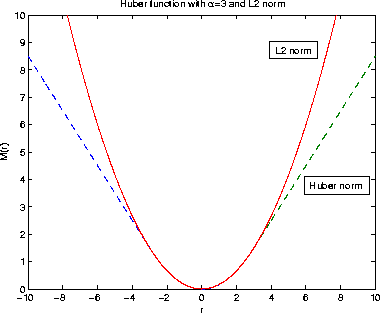 Huber function with α=3 and L2 norm
10
9
8
7
6
5
4
3
2
1
0
M(r)
L2 norm
Huber norm
−10 −8 −6 −4 −2 0 2 4 6 8 10
r